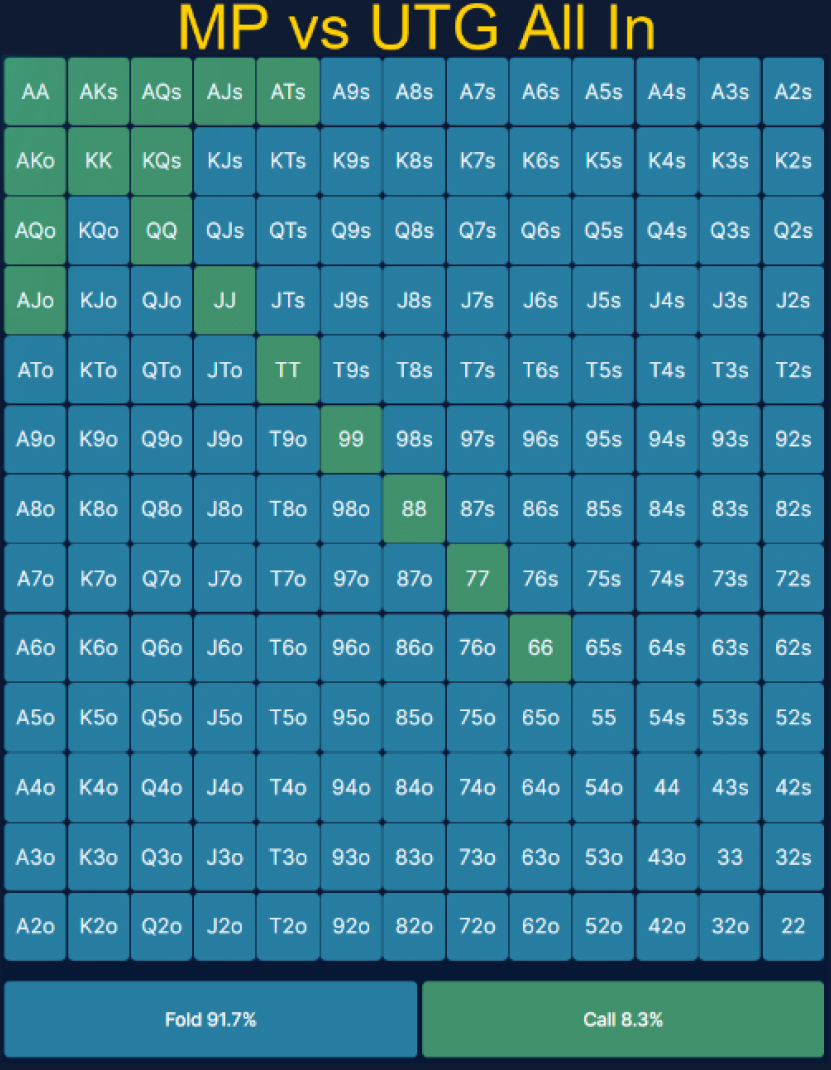 MP vs UTG All In
AA AKs AQs AJs ATs A9s A8s A7s A6s A5s A4s A3s A2s
AKo KK KQs KJs KTs K9s K8s K7s K6s K5s K4s K3s K2s
AQo KQo QQ QJs QTs Q9s Q8s Q7s Q6s Q5s Q4s Q3s Q2s
AJo KJo QJo JJ JTs J9s J8s J7s J6s J5s J4s J3s J2s
ATo KTo QTo JTo TT T9s T8s T7s T6s T5s T4s T3s T2s
A9o K9o Q9o J9o T9o 99 98s 97s 96s 95s 94s 93s 92s
A8o K8o Q8o J8o T8o 98o 88 87s 86s 85s 84s 83s 82s
A7o K7o Q7o J7o T7o 97o 87o 77 76s 75s 74s 73s 72s
A6o K6o Q6o J6o T6o 96o 86o 76o 66 65s 64s 63s 62s
A5o K5o Q5o J5o T5o 95o 85o 75o 65o 55 54s 53s 52s
A4o K4o Q4o J4o T4o 94o 84o 74o 64o 54o 44 43s 42s
A3o K3o Q3o J3o T3o 93o 83o 73o 63o 53o 43o 33 32s
A2o K2o Q2o J2o T2o 92o 82o 72o 62o 52o 42o 32o 22
Fold 91.7% Call 8.3%